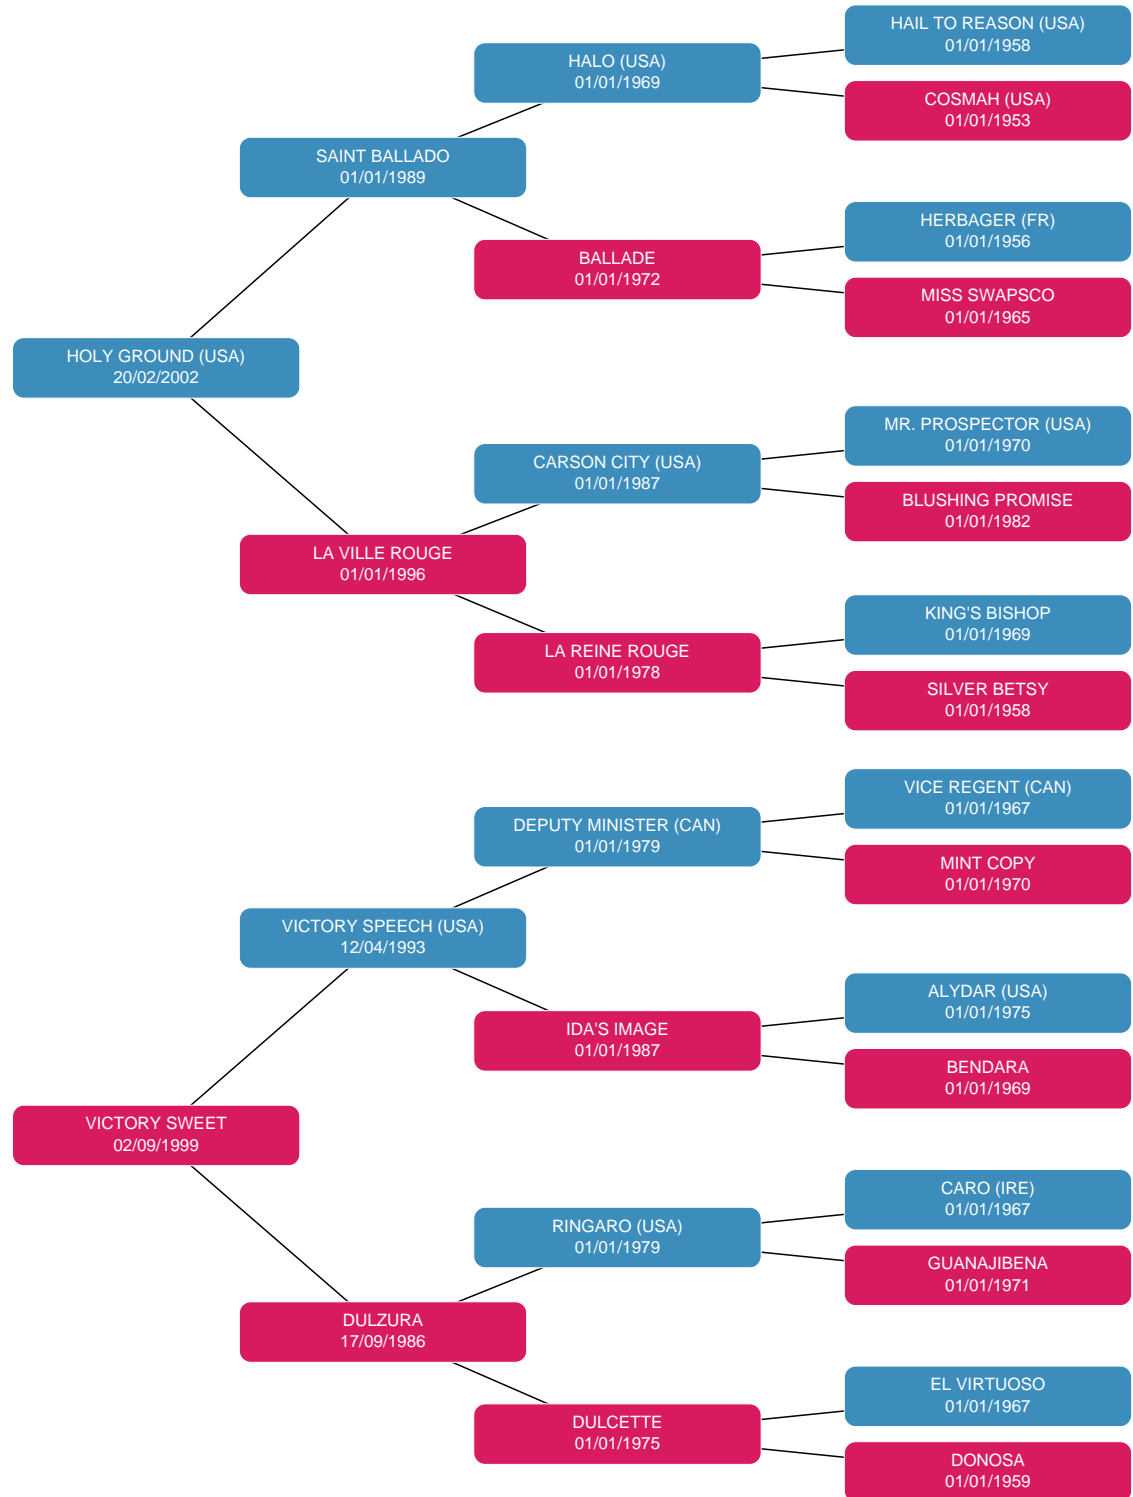 HAIL TO REASON (USA)
01/01/1958
HALO (USA)
01/01/1969
COSMAH (USA)
01/01/1953
SAINT BALLADO
01/01/1989
HERBAGER (FR)
01/01/1956
BALLADE
01/01/1972
MISS SWAPSCO
01/01/1965
HOLY GROUND (USA)
20/02/2002
MR. PROSPECTOR (USA)
01/01/1970
CARSON CITY (USA)
01/01/1987
BLUSHING PROMISE
01/01/1982
LA VILLE ROUGE
01/01/1996
KING'S BISHOP
01/01/1969
LA REINE ROUGE
01/01/1978
SILVER BETSY
01/01/1958
VICE REGENT (CAN)
01/01/1967
DEPUTY MINISTER (CAN)
01/01/1979
MINT COPY
01/01/1970
VICTORY SPEECH (USA)
12/04/1993
ALYDAR (USA)
01/01/1975
IDA'S IMAGE
01/01/1987
BENDARA
01/01/1969
VICTORY SWEET
02/09/1999
CARO (IRE)
01/01/1967
RINGARO (USA)
01/01/1979
GUANAJIBENA
01/01/1971
DULZURA
17/09/1986
EL VIRTUOSO
01/01/1967
DULCETTE
01/01/1975
DONOSA
01/01/1959